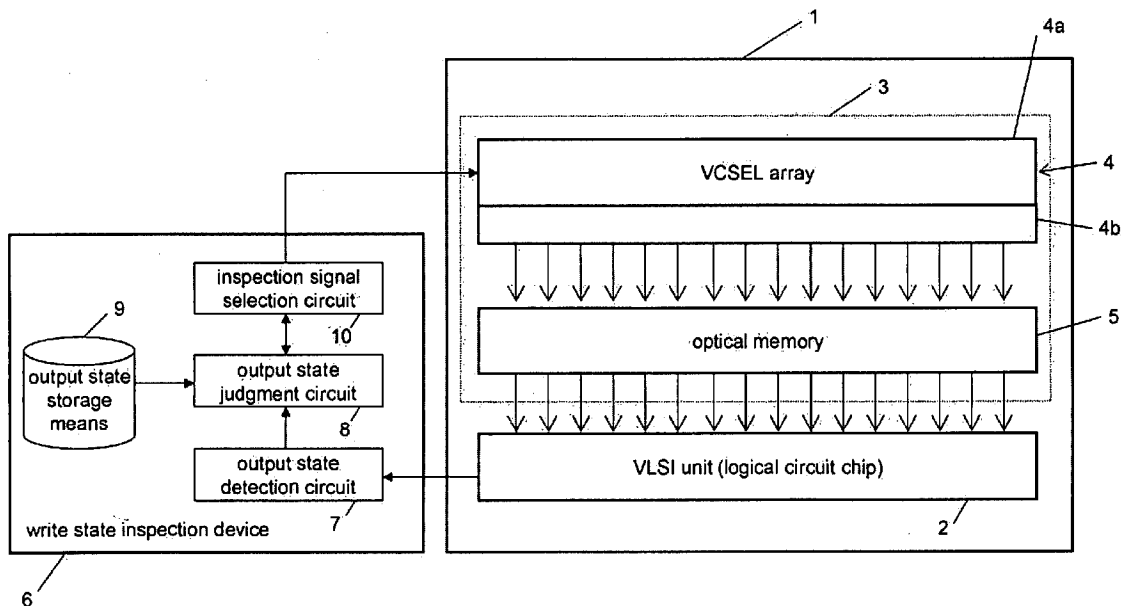 1
4a
3
VCSEL array
4
4b
inspection signal
selection circuit
10
9
5
optical memory
output state
storage
means
output state
judgment circuit
8
output state
detection circuit
7
VLSI unit (logical circuit chip)
2
write state inspection device
6